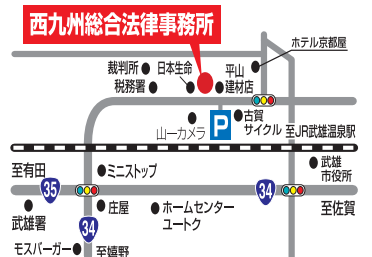 西九州総合法律事務所
ホテル京都屋
裁判所
日本生命
平山
建材店
税務署
山一カメラ
P
古賀
サイクル
至JR武雄温泉駅
至有田
ミニストップ
武雄
市役所
35
34
武雄署
庄屋
ホームセンター
ユートク
至佐賀
34
モスバーガー
至嬉野